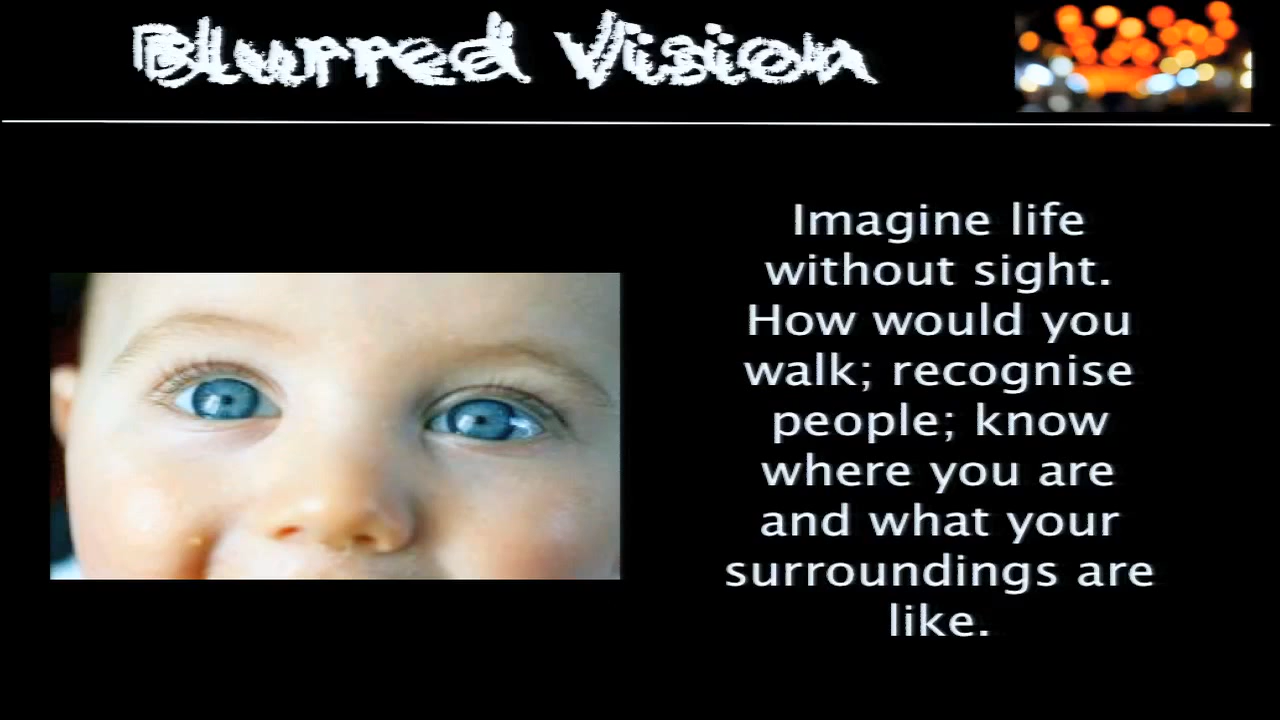 Blurred Vision
Imagine life
without sight.
How would you
walk; recognise
people; know
where you are
and what your
surroundings are
like.